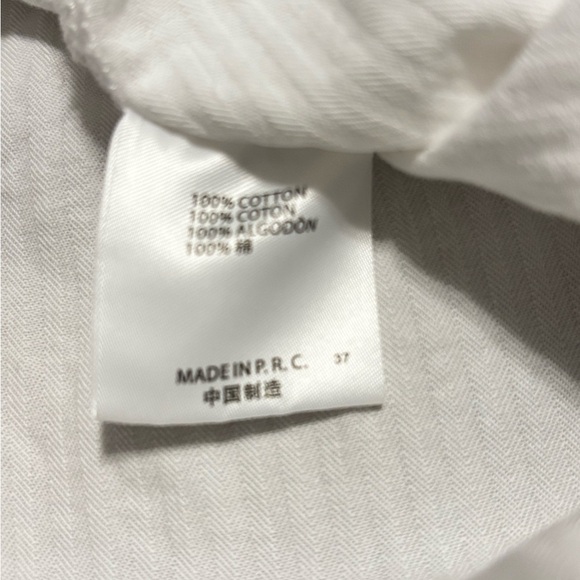 100% COTTON
100% COTON
100% ALGODÓN
100% 棉
MADE IN P. R. C. 37
中国制造